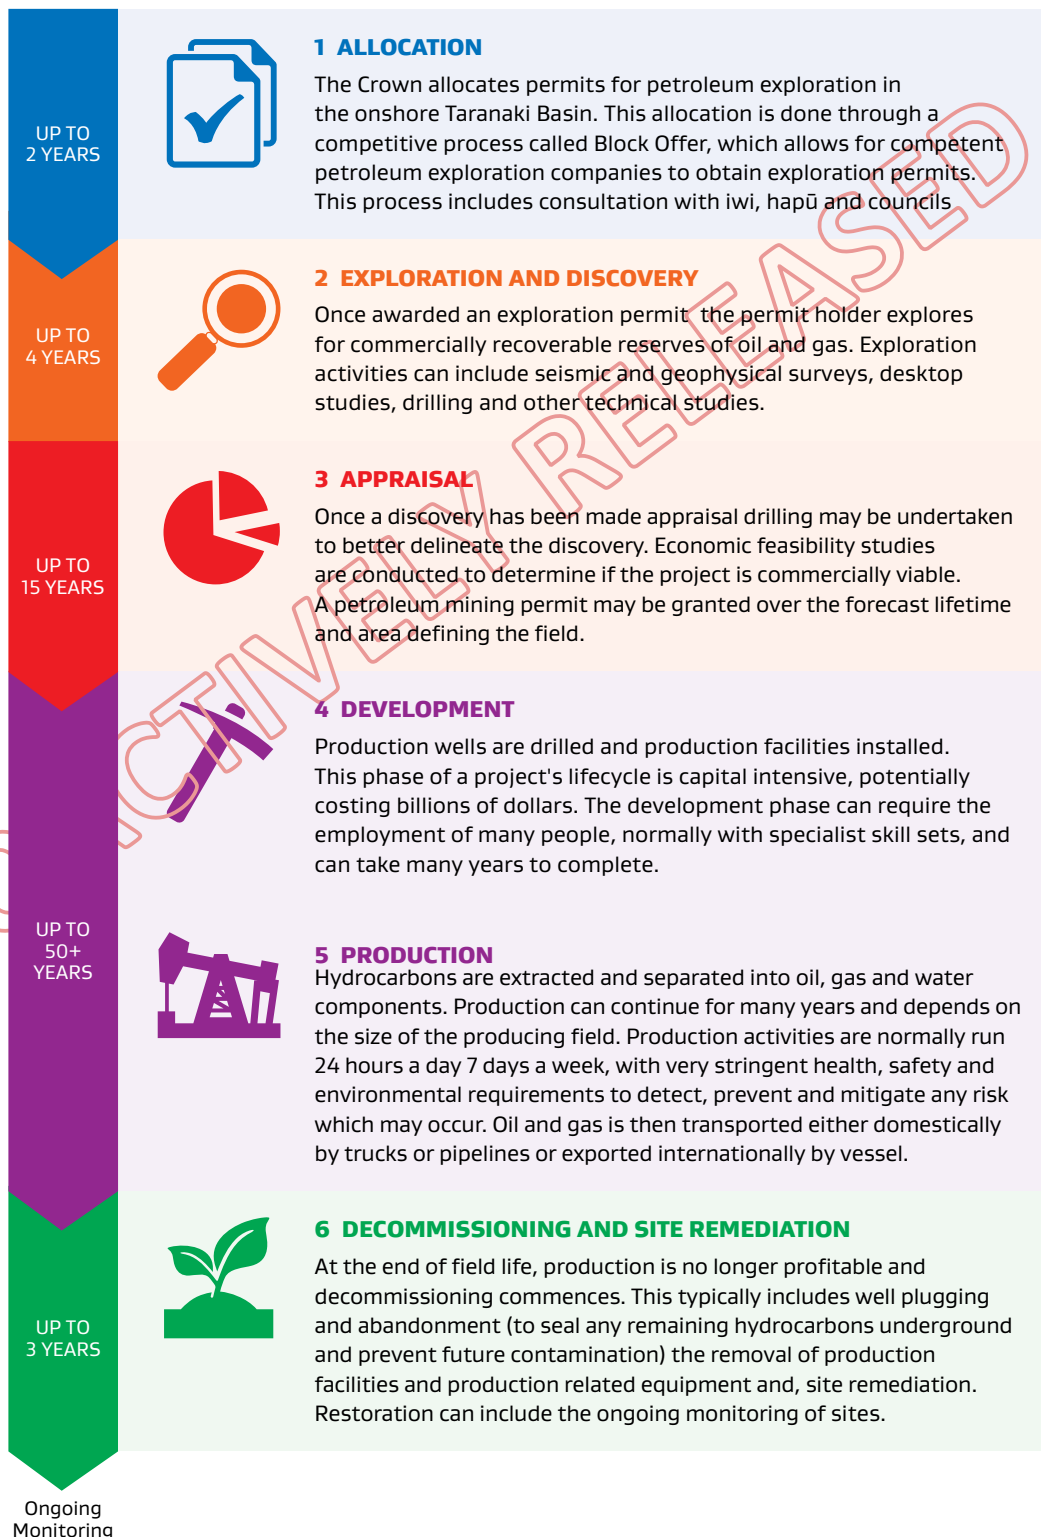 UP TO
2 YEARS
1 ALLOCATION
The Crown allocates permits for petroleum exploration in
the onshore Taranaki Basin. This allocation is done through a
competitive process called Block Offer, which allows for competent
petroleum exploration companies to obtain exploration permits.
This process includes consultation with iwi, hapū and councils
UP TO
4 YEARS
2 EXPLORATION AND DISCOVERY
Once awarded an exploration permit the permit holder explores
for commercially recoverable reserves of oil and gas. Exploration
activities can include seismic and geophysical surveys, desktop
studies, drilling and other technical studies.
UP TO
15 YEARS
3 APPRAISAL
Once a discovery has been made appraisal drilling may be undertaken
to better delineate the discovery. Economic feasibility studies
are conducted to determine if the project is commercially viable.
A petroleum mining permit may be granted over the forecast lifetime
and area defining the field.
UP TO
50+
YEARS
4 DEVELOPMENT
Production wells are drilled and production facilities installed.
This phase of a project's lifecycle is capital intensive, potentially
costing billions of dollars. The development phase can require the
employment of many people, normally with specialist skill sets, and
can take many years to complete.
5 PRODUCTION
Hydrocarbons are extracted and separated into oil, gas and water
components. Production can continue for many years and depends on
the size of the producing field. Production activities are normally run
24 hours a day 7 days a week, with very stringent health, safety and
environmental requirements to detect, prevent and mitigate any risk
which may occur. Oil and gas is then transported either domestically
by trucks or pipelines or exported internationally by vessel.
UP TO
3 YEARS
6 DECOMMISSIONING AND SITE REMEDIATION
At the end of field life, production is no longer profitable and
decommissioning commences. This typically includes well plugging
and abandonment (to seal any remaining hydrocarbons underground
and prevent future contamination) the removal of production
facilities and production related equipment and, site remediation.
Restoration can include the ongoing monitoring of sites.
Ongoing
Monitoring
CTIVELY RELEASED